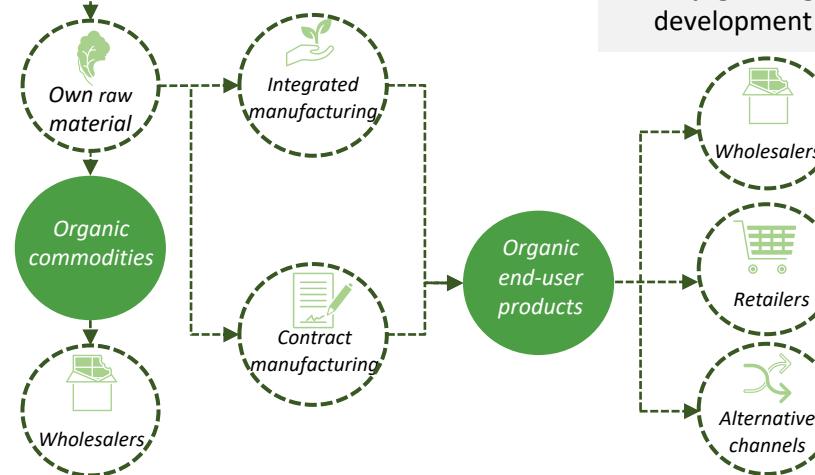 development
Own raw
material
Integrated
manufacturing
Wholesalers
Organic
commodities
Organic
end-user
products
Retailers
Contract
manufacturing
Wholesalers
Alternative
channels